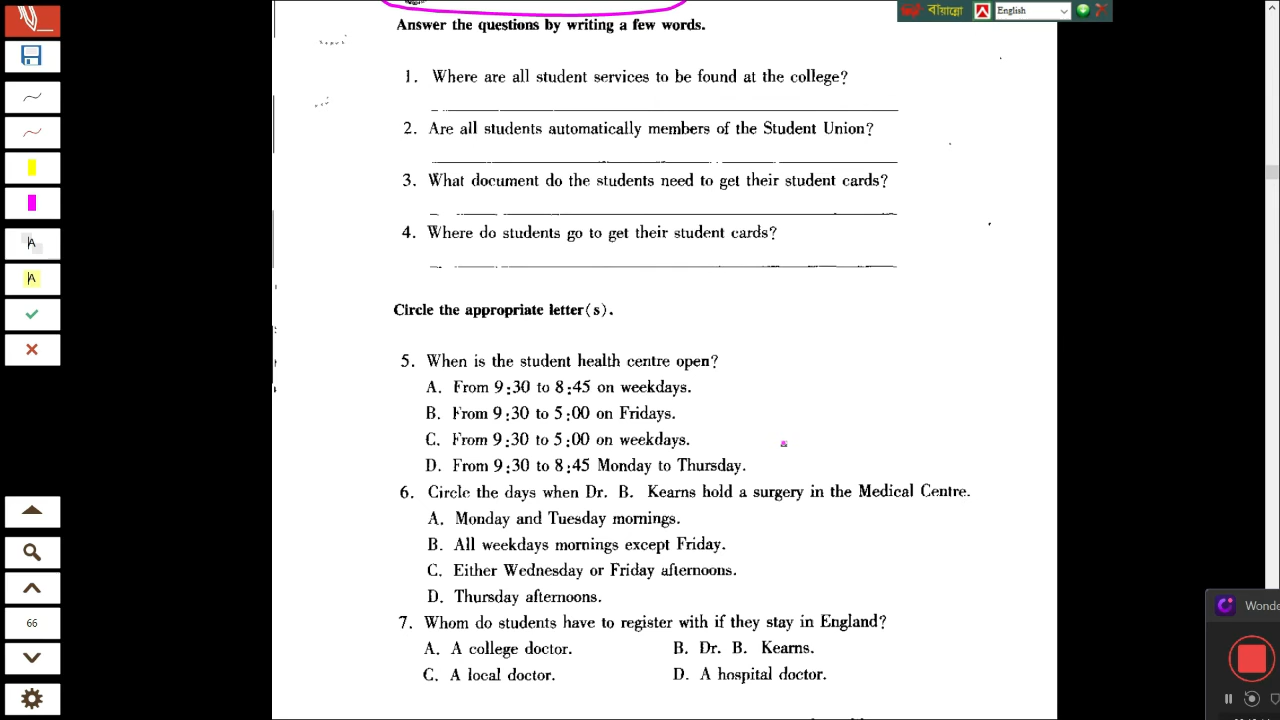 বাংলা
English
Answer the questions by writing a few words.
1. Where are all student services to be found at the college?
2. Are all students automatically members of the Student Union?
3. What document do the students need to get their student cards?
4. Where do students go to get their student cards?
Circle the appropriate letter(s).
5. When is the student health centre open?
A. From 9:30 to 8:45 on weekdays.
B. From 9:30 to 5:00 on Fridays.
C. From 9:30 to 5:00 on weekdays.
D. From 9:30 to 8:45 Monday to Thursday.
6. Circle the days when Dr. B. Kearns hold a surgery in the Medical Centre.
A. Monday and Tuesday mornings.
B. All weekdays mornings except Friday.
C. Either Wednesday or Friday afternoons.
D. Thursday afternoons.
7. Whom do students have to register with if they stay in England?
A. A college doctor. B. Dr. B. Kearns.
C. A local doctor. D. A hospital doctor.
A
A
66
Wonde